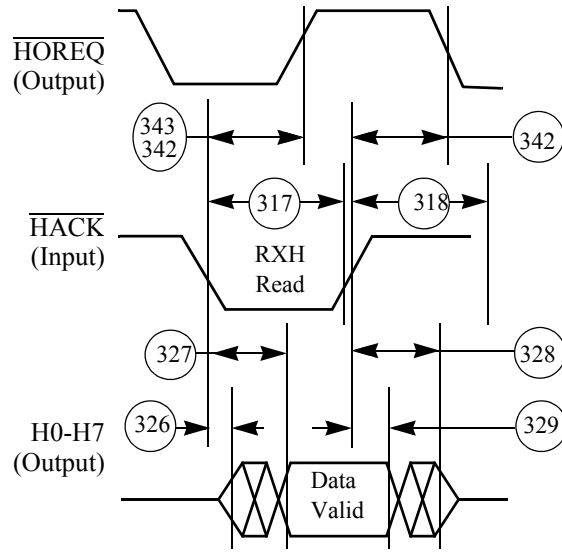 HOREQ
(Output)
343
342
342
317
318
HACK
(Input)
RXH
Read
327
328
326
329
H0-H7
(Output)
Data
Valid